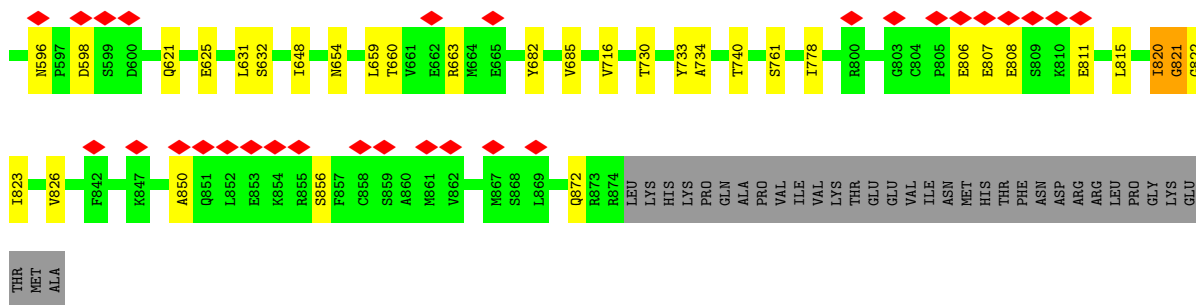 N596 P597 D598 S599 D600 Q621 E625 L631 S632 I648 N654 L659 T660 V661 E662 R663 M664 E665 Y682 V685 V716 T730 Y733 A734 T740 S761 I778 R800 G803 C804 P805 E806 E807 E808 S809 K810 E811 L815 I820 G821 G822
I823 V826 F842 K847 A850 Q851 L852 E853 K854 R855 S856 F857 C858 S859 A860 M861 V862 M867 S868 L869 Q872 R873 R874 LEU LYS HIS LYS PRO GLN ALA PRO VAL ILE VAL LYS THR GLU GLU VAL ILE ASN MET HIS THR PHE ASN ASP ARG ARG LEU PRO GLY LYS GLU
THR MET ALA